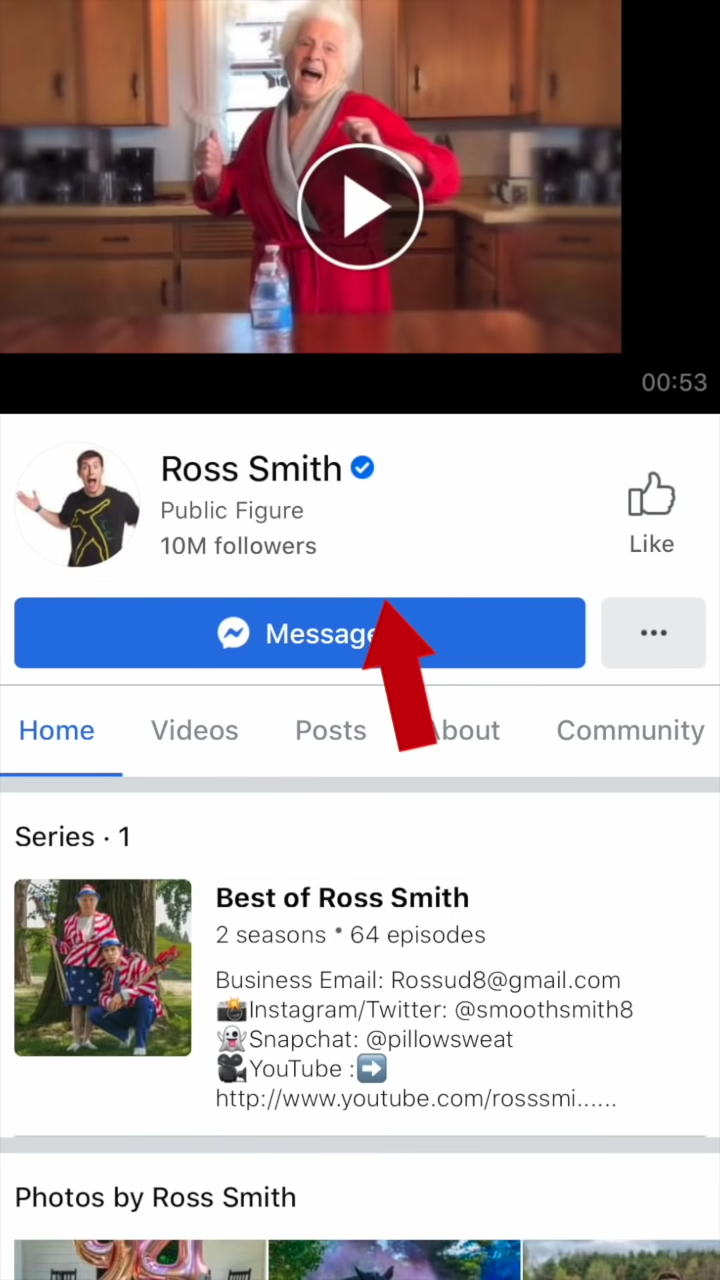 00:53
Ross Smith
Public Figure
10M followers
Like
Message
...
Home Videos Posts About Community
Series · 1
Best of Ross Smith
2 seasons • 64 episodes
Business Email: Rossud8@gmail.com
📸Instagram/Twitter: @smoothsmith8
👻Snapchat: @pillowsweat
🎥YouTube :➡️
http://www.youtube.com/rosssmi......
Photos by Ross Smith